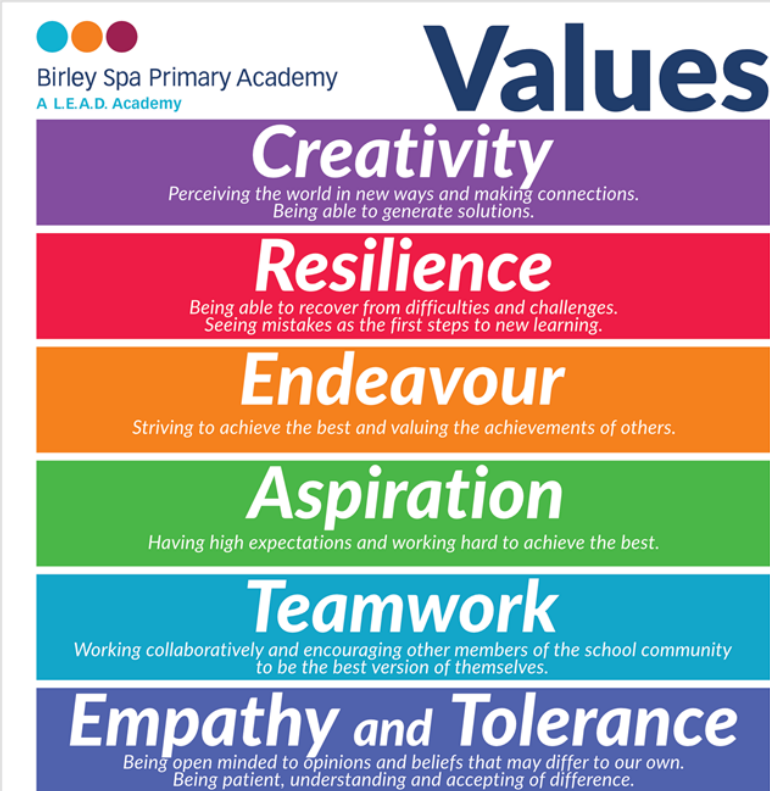 Birley Spa Primary Academy
A L.E.A.D. Academy
Values
Creativity
Perceiving the world in new ways and making connections.
Being able to generate solutions.
Resilience
Being able to recover from difficulties and challenges.
Seeing mistakes as the first steps to new learning.
Endeavour
Striving to achieve the best and valuing the achievements of others.
Aspiration
Having high expectations and working hard to achieve the best.
Teamwork
Working collaboratively and encouraging other members of the school community
to be the best version of themselves.
Empathy and Tolerance
Being open minded to opinions and beliefs that may differ to our own.
Being patient, understanding and accepting of difference.